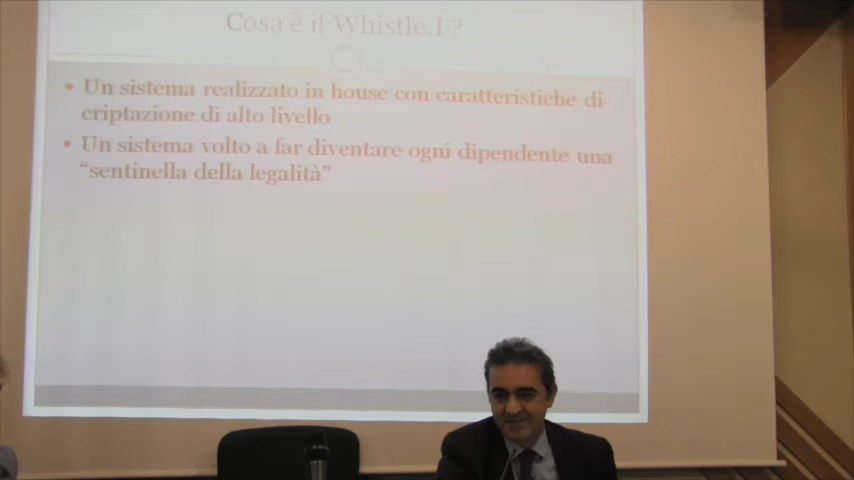 Cosa è il Whistle.I ?
Un sistema realizzato in house con caratteristiche di
criptazione di alto livello
Un sistema volto a far diventare ogni dipendente una
“sentinella della legalità”